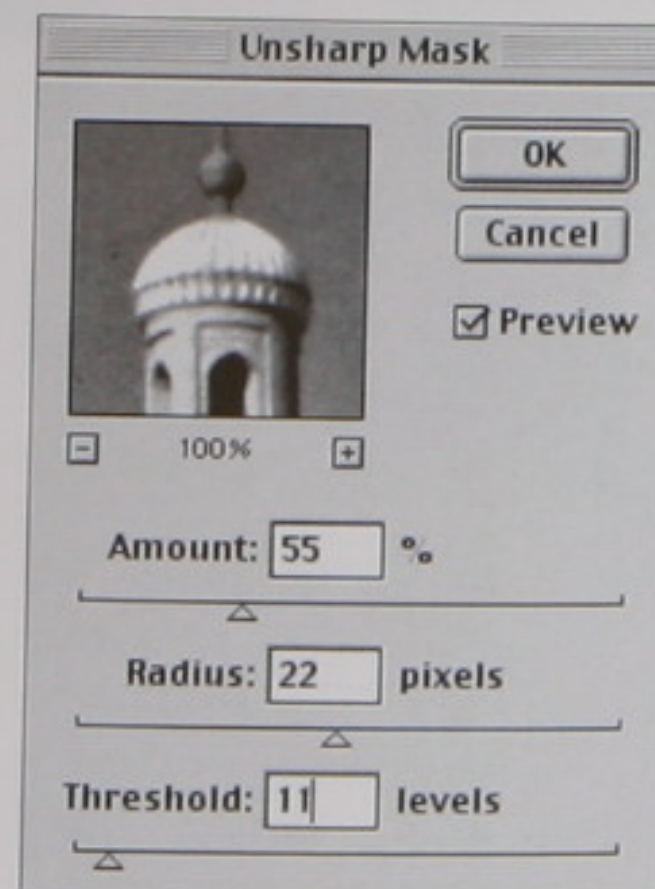 Unsharp Mask
OK
Cancel
Preview
100%
Amount: 55 %
Radius: 22 pixels
Threshold: 11 levels